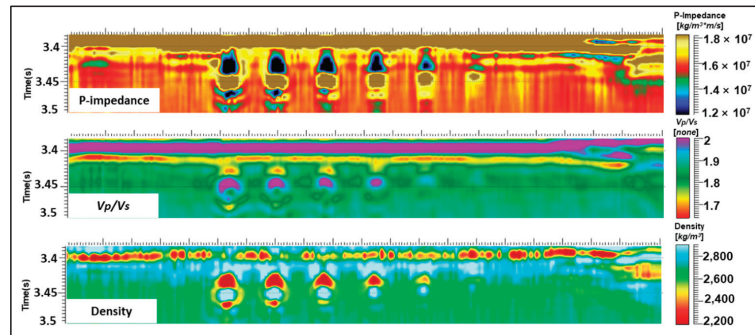 P-Impedance
[kg/m³*m/s]
3.4
3.45
3.5
Time(s)
P-impedance
1.8 × 10⁷
1.6 × 10⁷
1.4 × 10⁷
1.2 × 10⁷
Vp/Vs
[none]
3.4
3.45
3.5
Time(s)
Vp/Vs
2
1.9
1.8
1.7
Density
[kg/m³]
3.4
3.45
3.5
Time(s)
Density
2,800
2,600
2,400
2,200